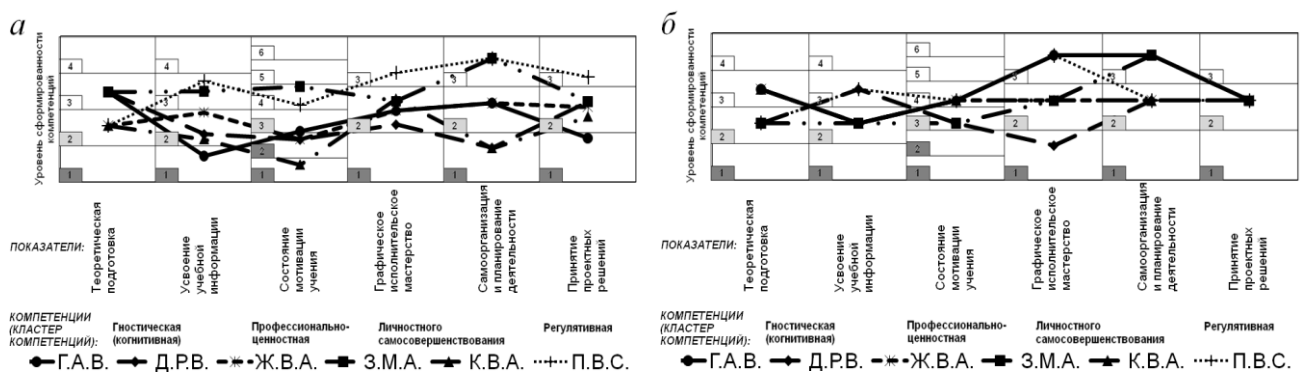 а
Уровень сформированности
компетенций
4
3
2
1
4
3
2
1
6
5
4
3
2
1
3
2
1
3
2
1
3
2
1
ПОКАЗАТЕЛИ:
Теоретическая
подготовка
Усвоение
учебной
информации
Состояние
мотивации
учения
Графическое
исполнительское
мастерство
Самоорганизация
и планирование
деятельности
Принятие
проектных
решений
КОМПЕТЕНЦИИ
(КЛАСТЕР
КОМПЕТЕНЦИЙ):
Гностическая
(когнитивная)
Профессионально-
ценностная
Личностного
самосовершенствования
Регулятивная
Г.А.В. Д.Р.В. Ж.В.А. З.М.А. К.В.А. П.В.С.
б
Уровень сформированности
компетенций
4
3
2
1
4
3
2
1
6
5
4
3
2
1
3
2
1
3
2
1
3
2
1
ПОКАЗАТЕЛИ:
Теоретическая
подготовка
Усвоение
учебной
информации
Состояние
мотивации
учения
Графическое
исполнительское
мастерство
Самоорганизация
и планирование
деятельности
Принятие
проектных
решений
КОМПЕТЕНЦИИ
(КЛАСТЕР
КОМПЕТЕНЦИЙ):
Гностическая
(когнитивная)
Профессионально-
ценностная
Личностного
самосовершенствования
Регулятивная
Г.А.В. Д.Р.В. Ж.В.А. З.М.А. К.В.А. П.В.С.